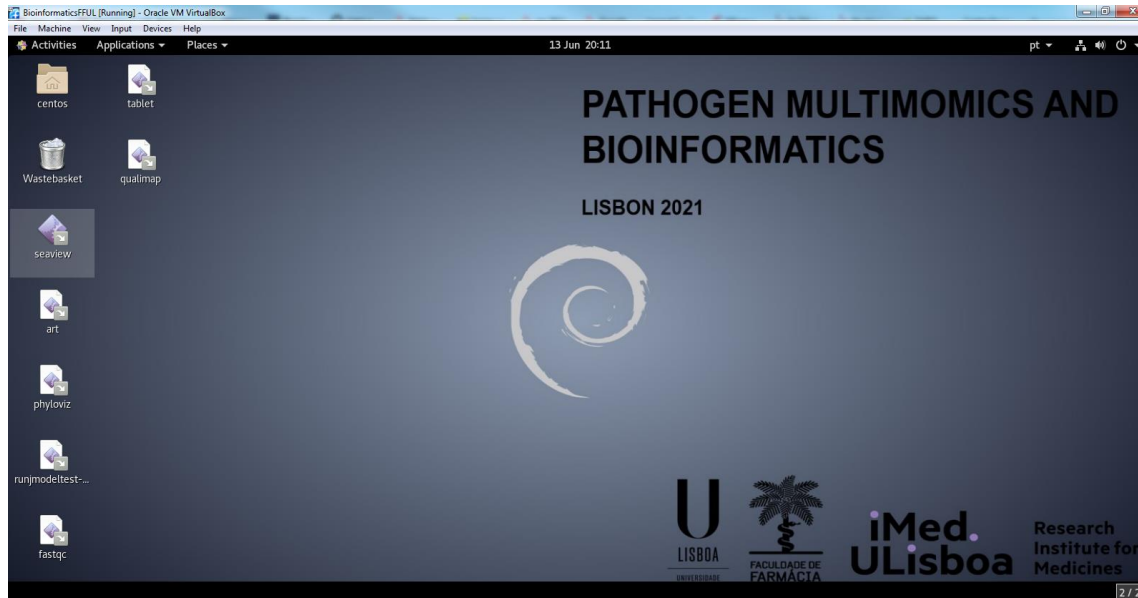 BioinformaticsFFUL [Running] - Oracle VM VirtualBox
File Machine View Input Devices Help
Activities Applications Places 13 Jun 20:11 pt
centos tablet
Wastebasket qualimap
seaview
art
phyloviz
runjmodeltest-...
fastqc
PATHOGEN MULTIMOMICS AND
BIOINFORMATICS
LISBON 2021
U
LISBOA
UNIVERSIDADE
FACULDADE DE
FARMÁCIA
iMed.
ULisboa
Research
Institute for
Medicines
2 / 2